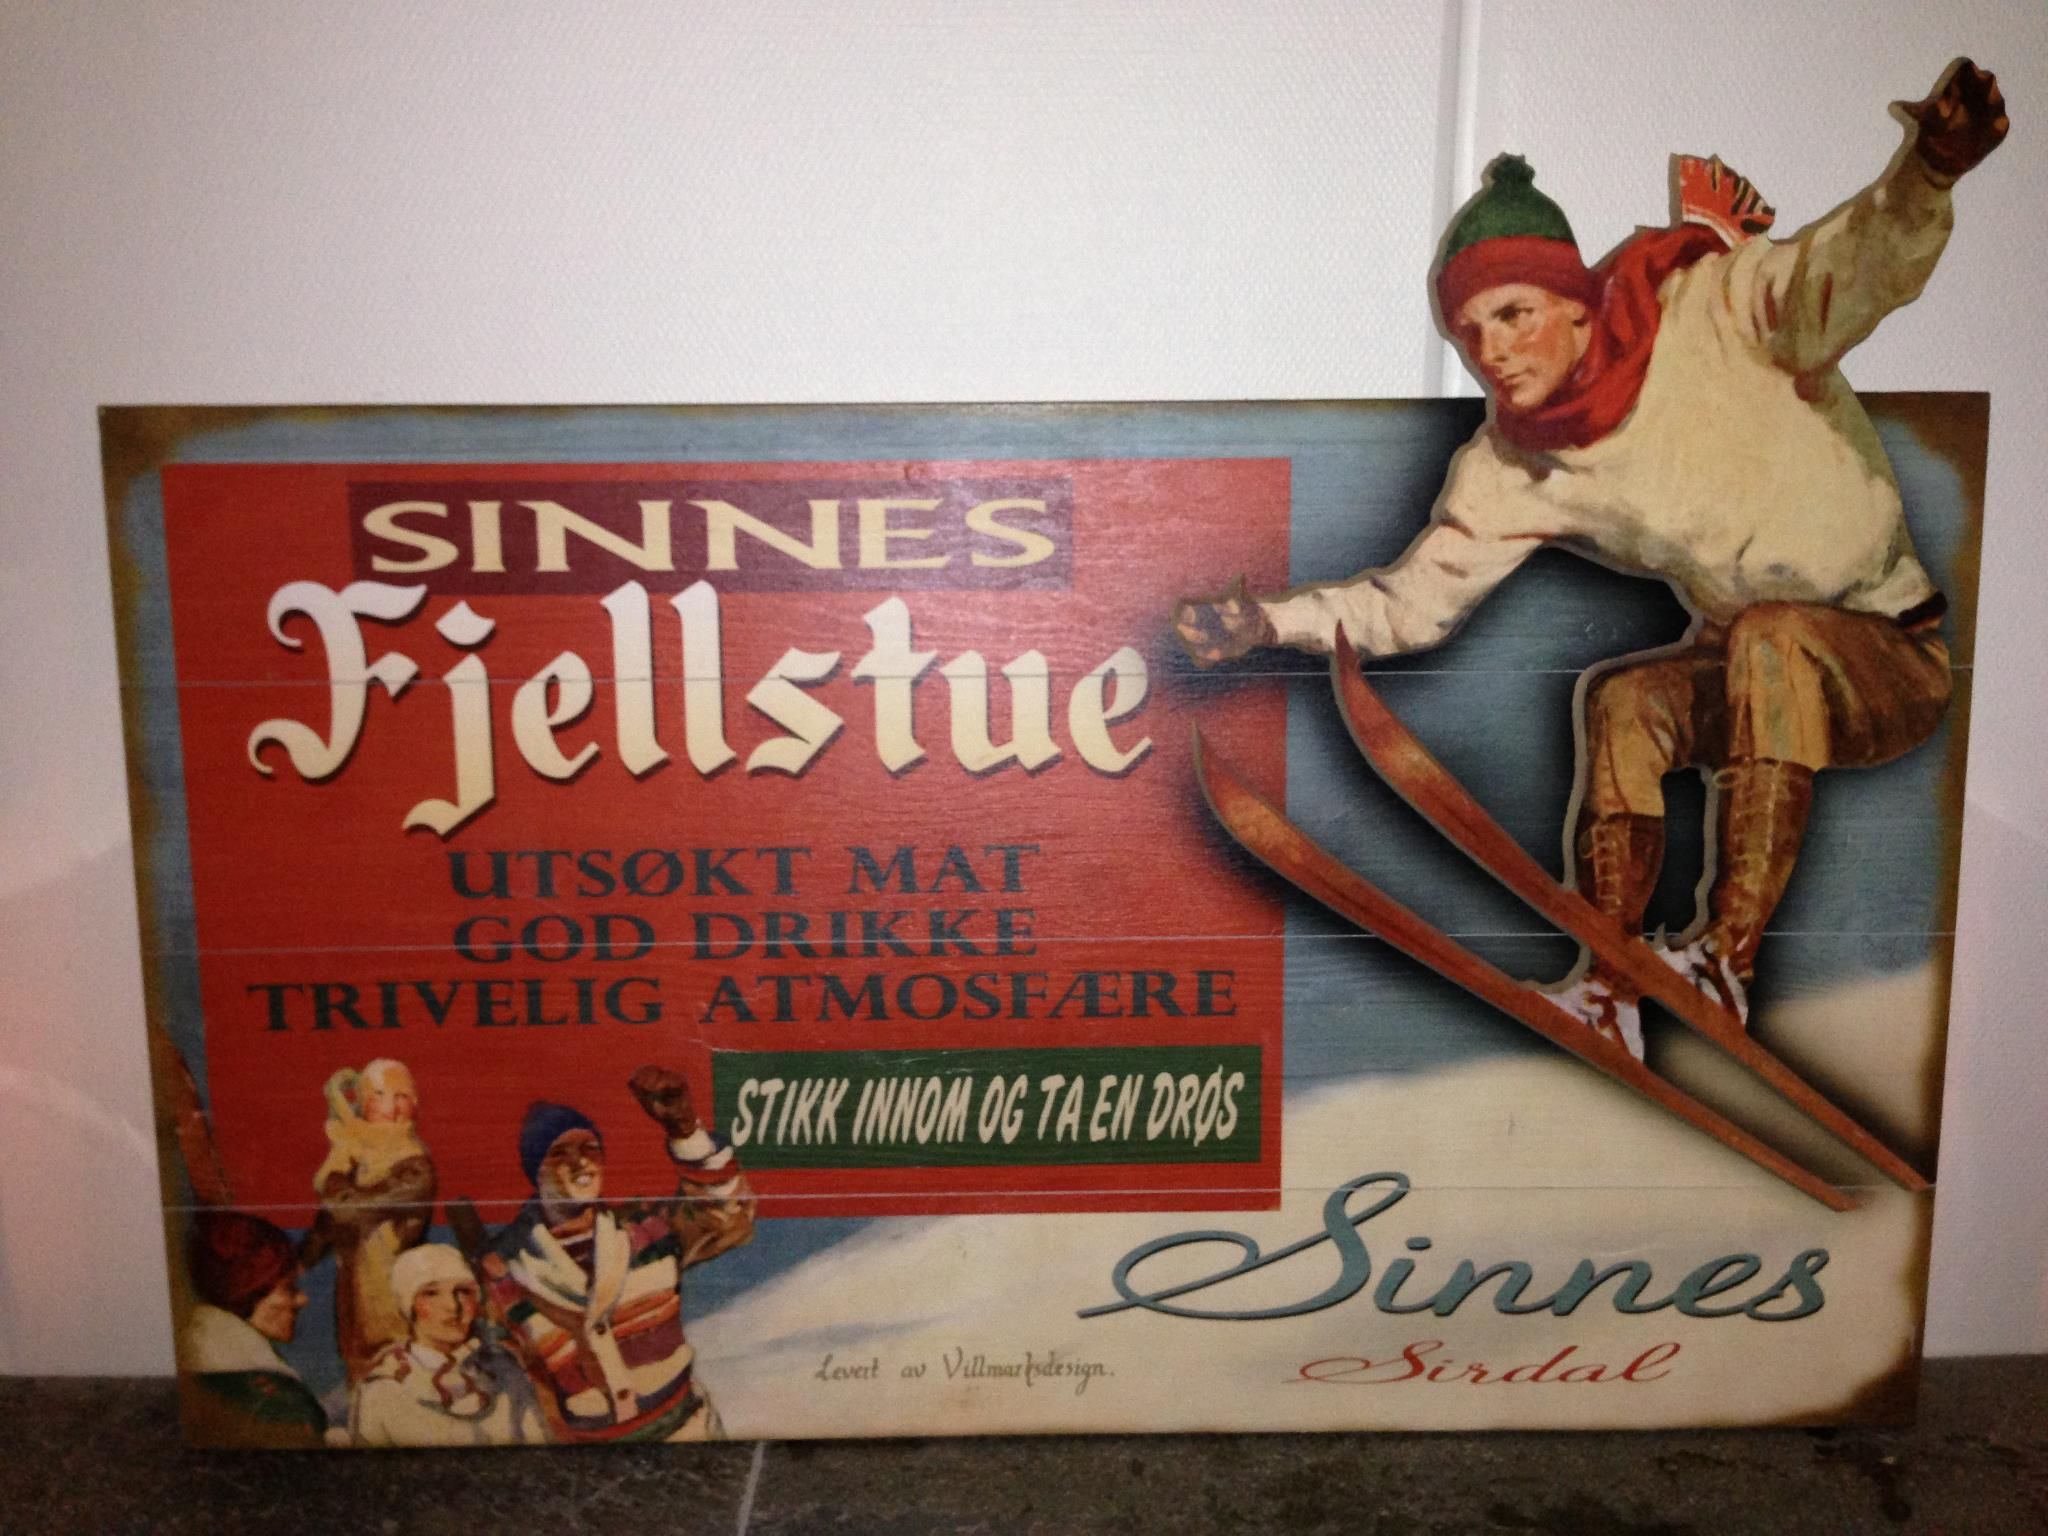 SINNES
Fjellstue
UTSØKT MAT
GOD DRIKKE
TRIVELIG ATMOSFÆRE
STIKK INNOM OG TA EN DRØS
Sinnes
Sirdal
Levert av Villmarksdesign.